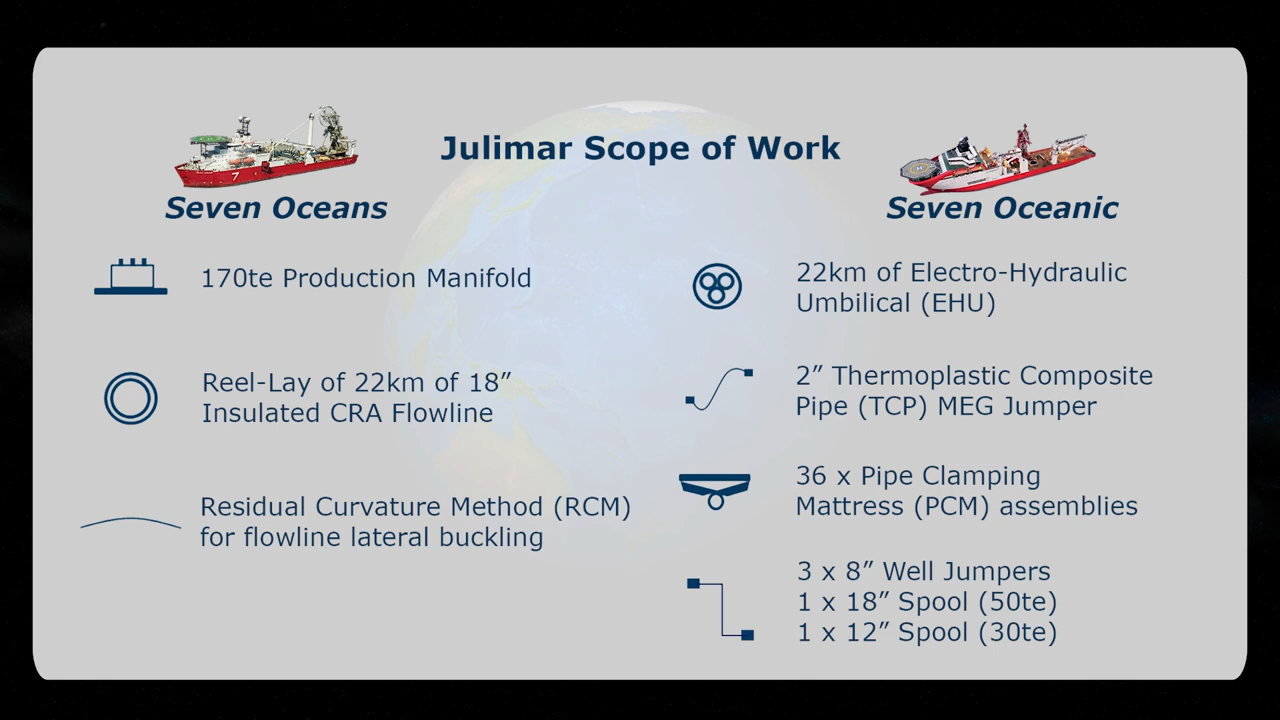 Julimar Scope of Work
Seven Oceans
170te Production Manifold
Reel-Lay of 22km of 18”
Insulated CRA Flowline
Residual Curvature Method (RCM)
for flowline lateral buckling
Seven Oceanic
22km of Electro-Hydraulic
Umbilical (EHU)
2” Thermoplastic Composite
Pipe (TCP) MEG Jumper
36 x Pipe Clamping
Mattress (PCM) assemblies
3 x 8” Well Jumpers
1 x 18” Spool (50te)
1 x 12” Spool (30te)